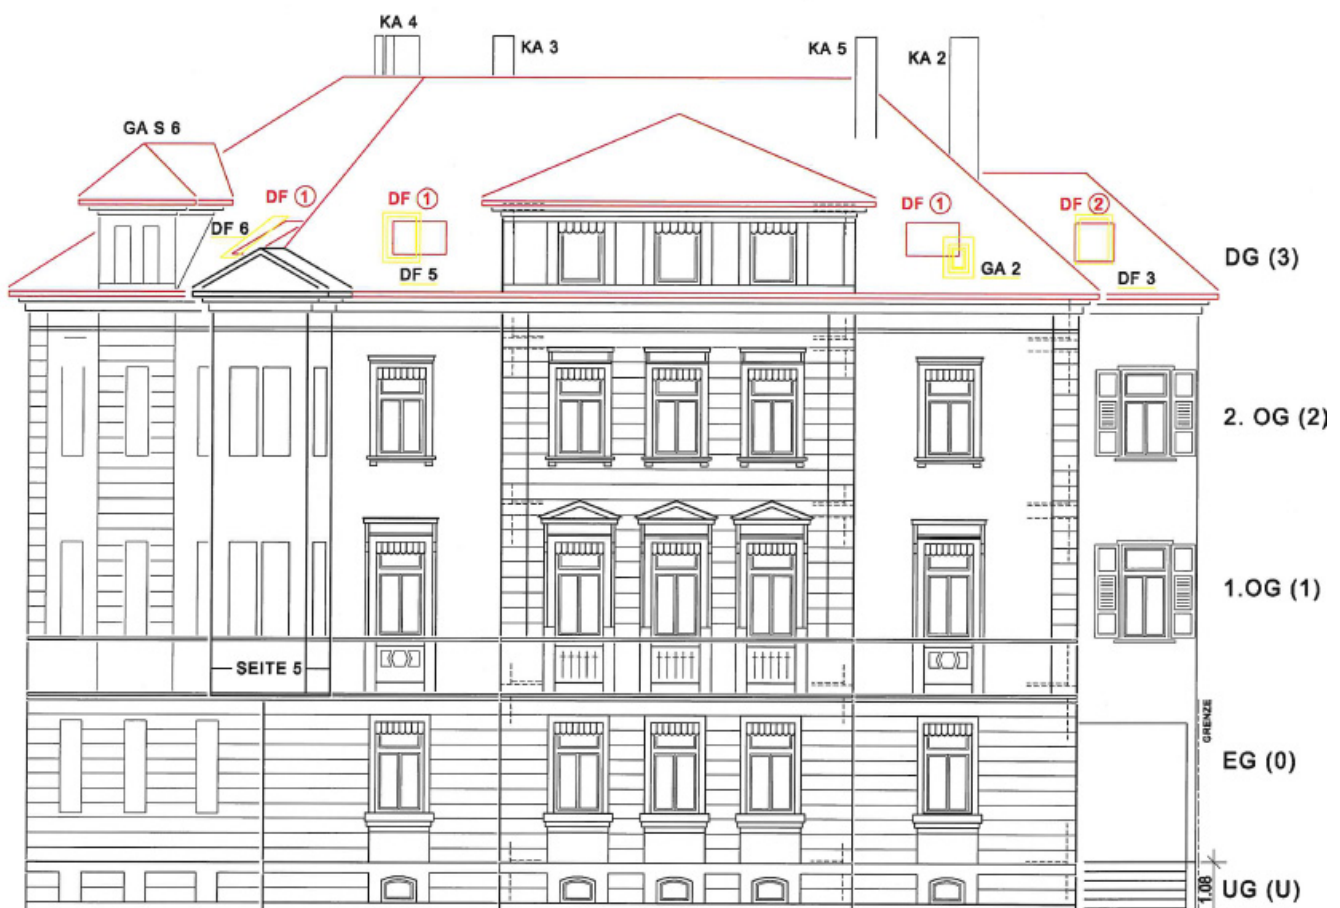 KA 4
KA 3
KA 5
KA 2
GA S 6
DF 1
DF 1
DF 1
DF 2
DF 6
DF 5
GA 2
DF 3
DG (3)
2. OG (2)
1.OG (1)
SEITE 5
GRENZE
EG (0)
1.08
UG (U)